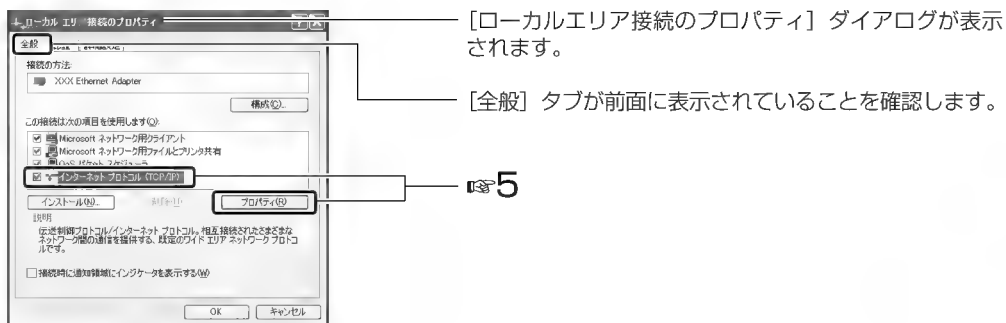 ローカル エリ 接続のプロパティ
[ローカルエリア接続のプロパティ] ダイアログが表示
されます。
全般
接続の方法:
XXX Ethernet Adapter
構成(C)...
[全般] タブが前面に表示されていることを確認します。
この接続は次の項目を使用します(O):
Microsoft ネットワーク用クライアント
Microsoft ネットワーク用ファイルとプリンタ共有
QoS パケット スケジューラ
インターネット プロトコル (TCP/IP)
☞5
インストール(N)...
プロパティ(R)
説明
伝送制御プロトコル/インターネット プロトコル。相互接続されたさまざまな
ネットワーク間の通信を提供する、既定のワイド エリア ネットワーク プロトコ
ルです。
接続時に通知領域にインジケータを表示する(W)
OK
キャンセル